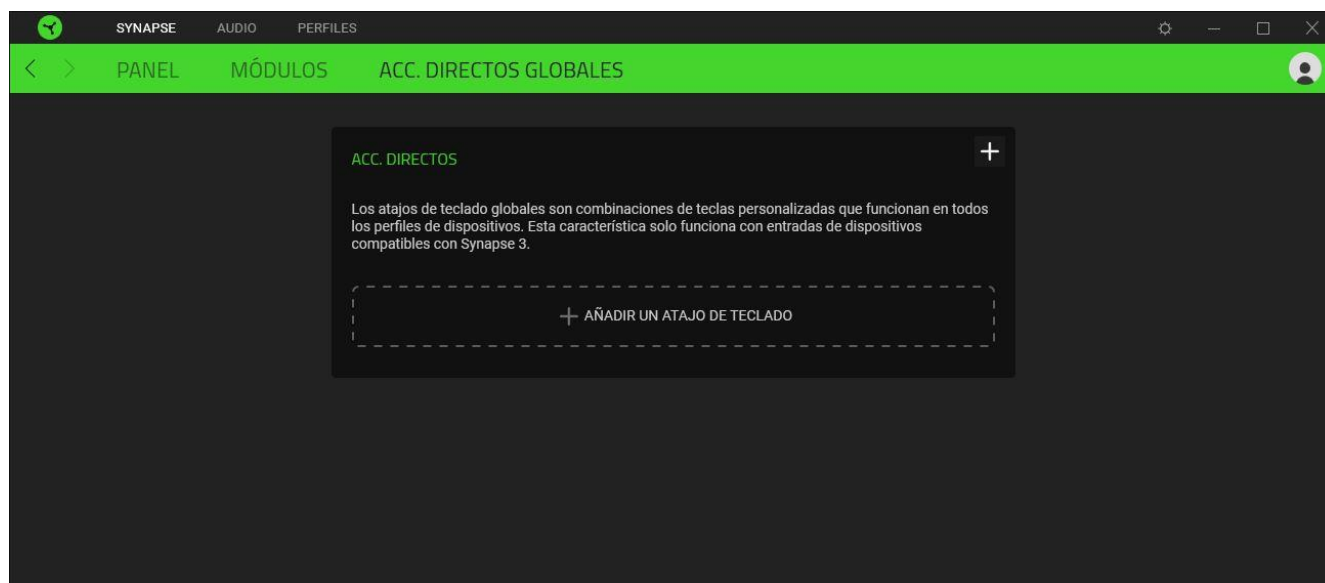 SYNAPSE AUDIO PERFILES
PANEL MÓDULOS ACC. DIRECTOS GLOBALES
ACC. DIRECTOS
Los atajos de teclado globales son combinaciones de teclas personalizadas que funcionan en todos
los perfiles de dispositivos. Esta característica solo funciona con entradas de dispositivos
compatibles con Synapse 3.
AÑADIR UN ATAJO DE TECLADO